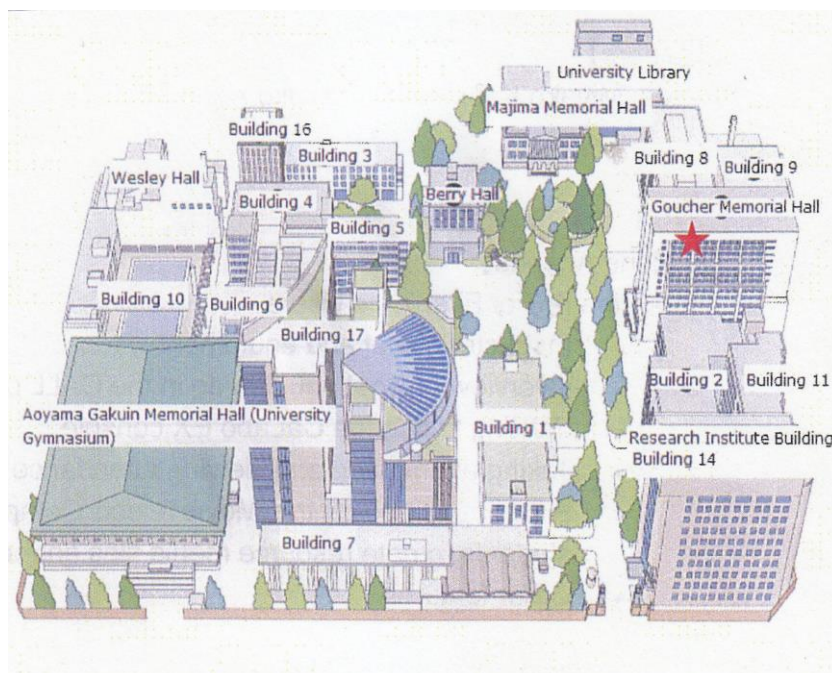 University Library
Majima Memorial Hall
Building 16
Building 3
Building 8
Building 9
Wesley Hall
Building 4
Berry Hall
Goucher Memorial Hall
Building 5
Building 10
Building 6
Building 17
Building 2
Building 11
Aoyama Gakuin Memorial Hall (University
Gymnasium)
Building 1
Research Institute Building
Building 14
Building 7